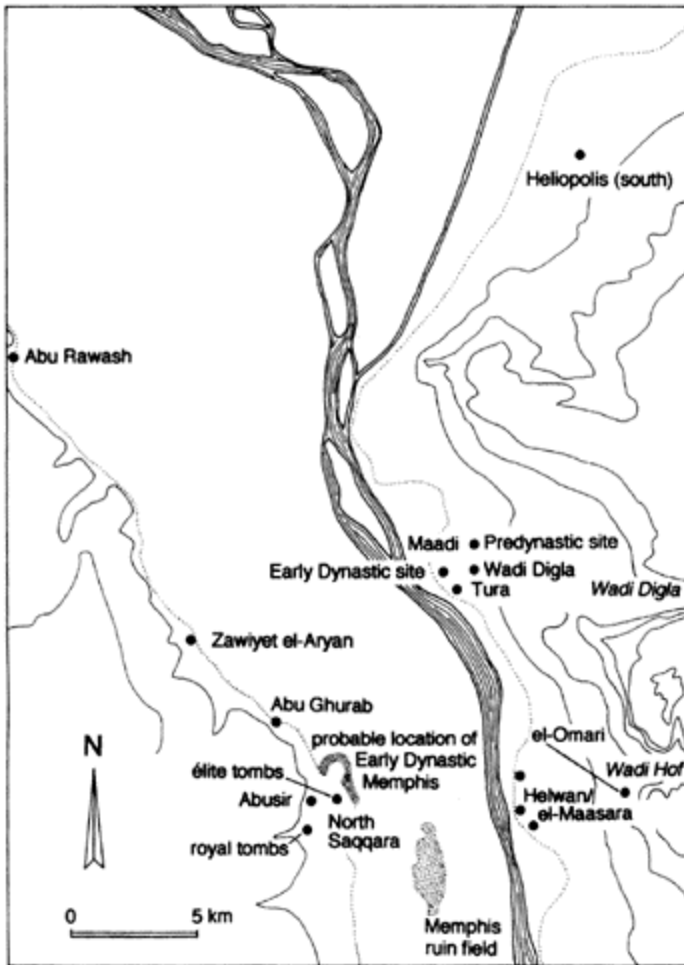 Heliopolis (south)
Abu Rawash
Maadi
Predynastic site
Early Dynastic site
Wadi Digla
Tura
Wadi Digla
Zawiyet el-Aryan
Abu Ghurab
el-Omari
probable location of
Early Dynastic
Memphis
N
élite tombs
Wadi Hof
Abusir
Helwan/
el-Maasara
royal tombs
North
Saqqara
0
5 km
Memphis
ruin field